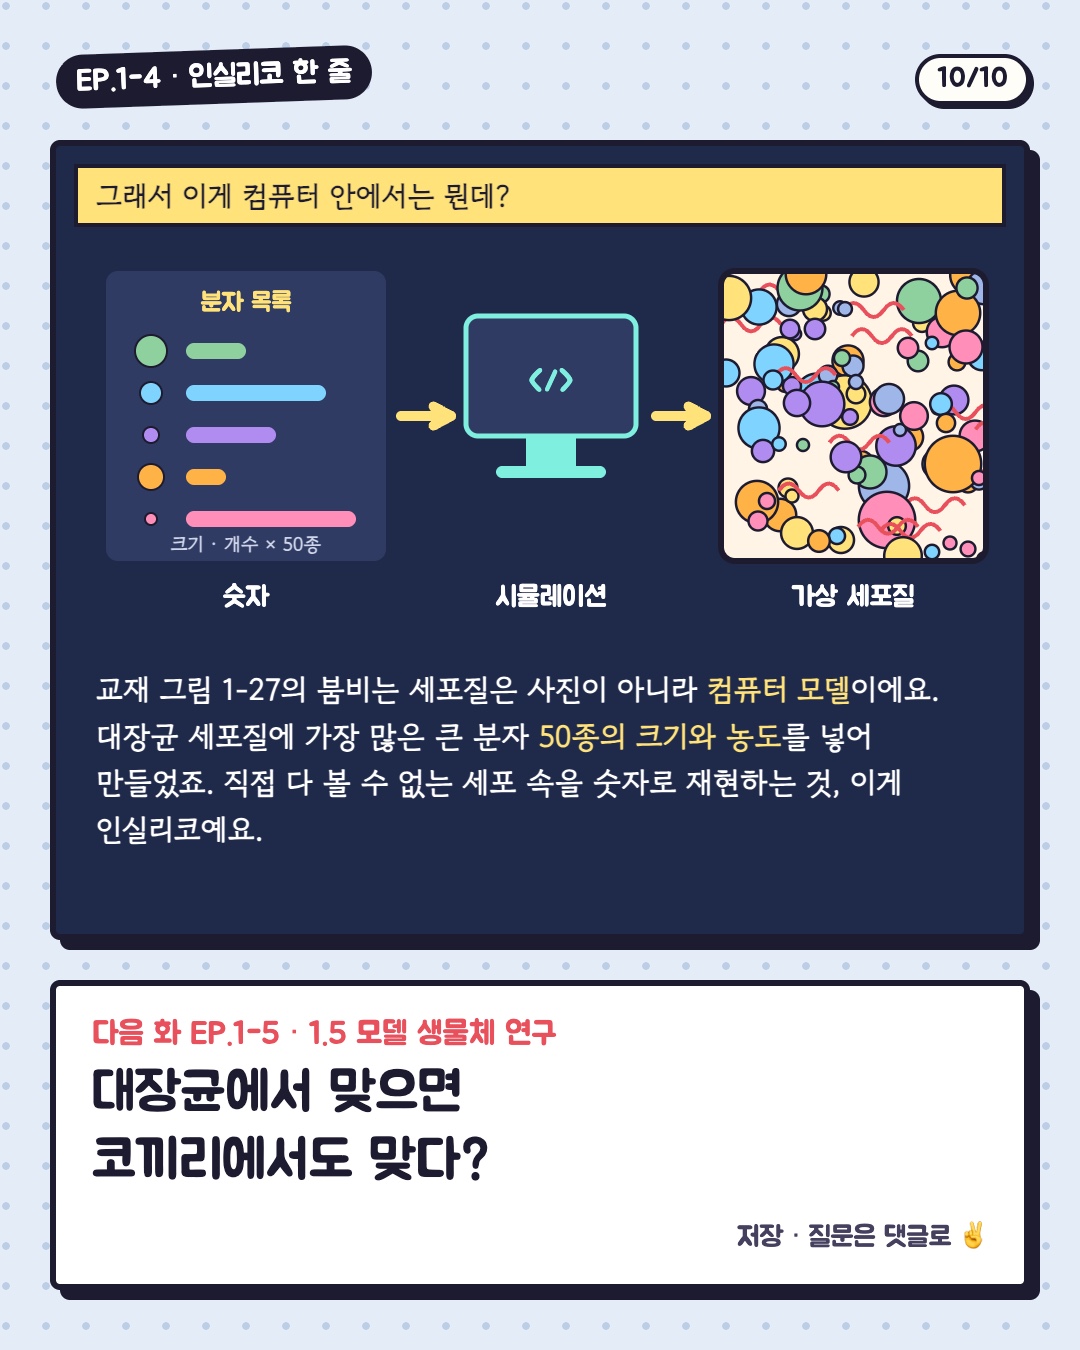 EP.1-4 · 인실리코 한 줄
10/10
그래서 이게 컴퓨터 안에서는 뭔데?
분자 목록
크기 · 개수 × 50종
</>
숫자
시뮬레이션
가상 세포질
교재 그림 1-27의 붐비는 세포질은 사진이 아니라 컴퓨터 모델이에요.
대장균 세포질에 가장 많은 큰 분자 50종의 크기와 농도를 넣어
만들었죠. 직접 다 볼 수 없는 세포 속을 숫자로 재현하는 것, 이게
인실리코예요.
다음 화 EP.1-5 · 1.5 모델 생물체 연구
대장균에서 맞으면
코끼리에서도 맞다?
저장 · 질문은 댓글로 ✌️